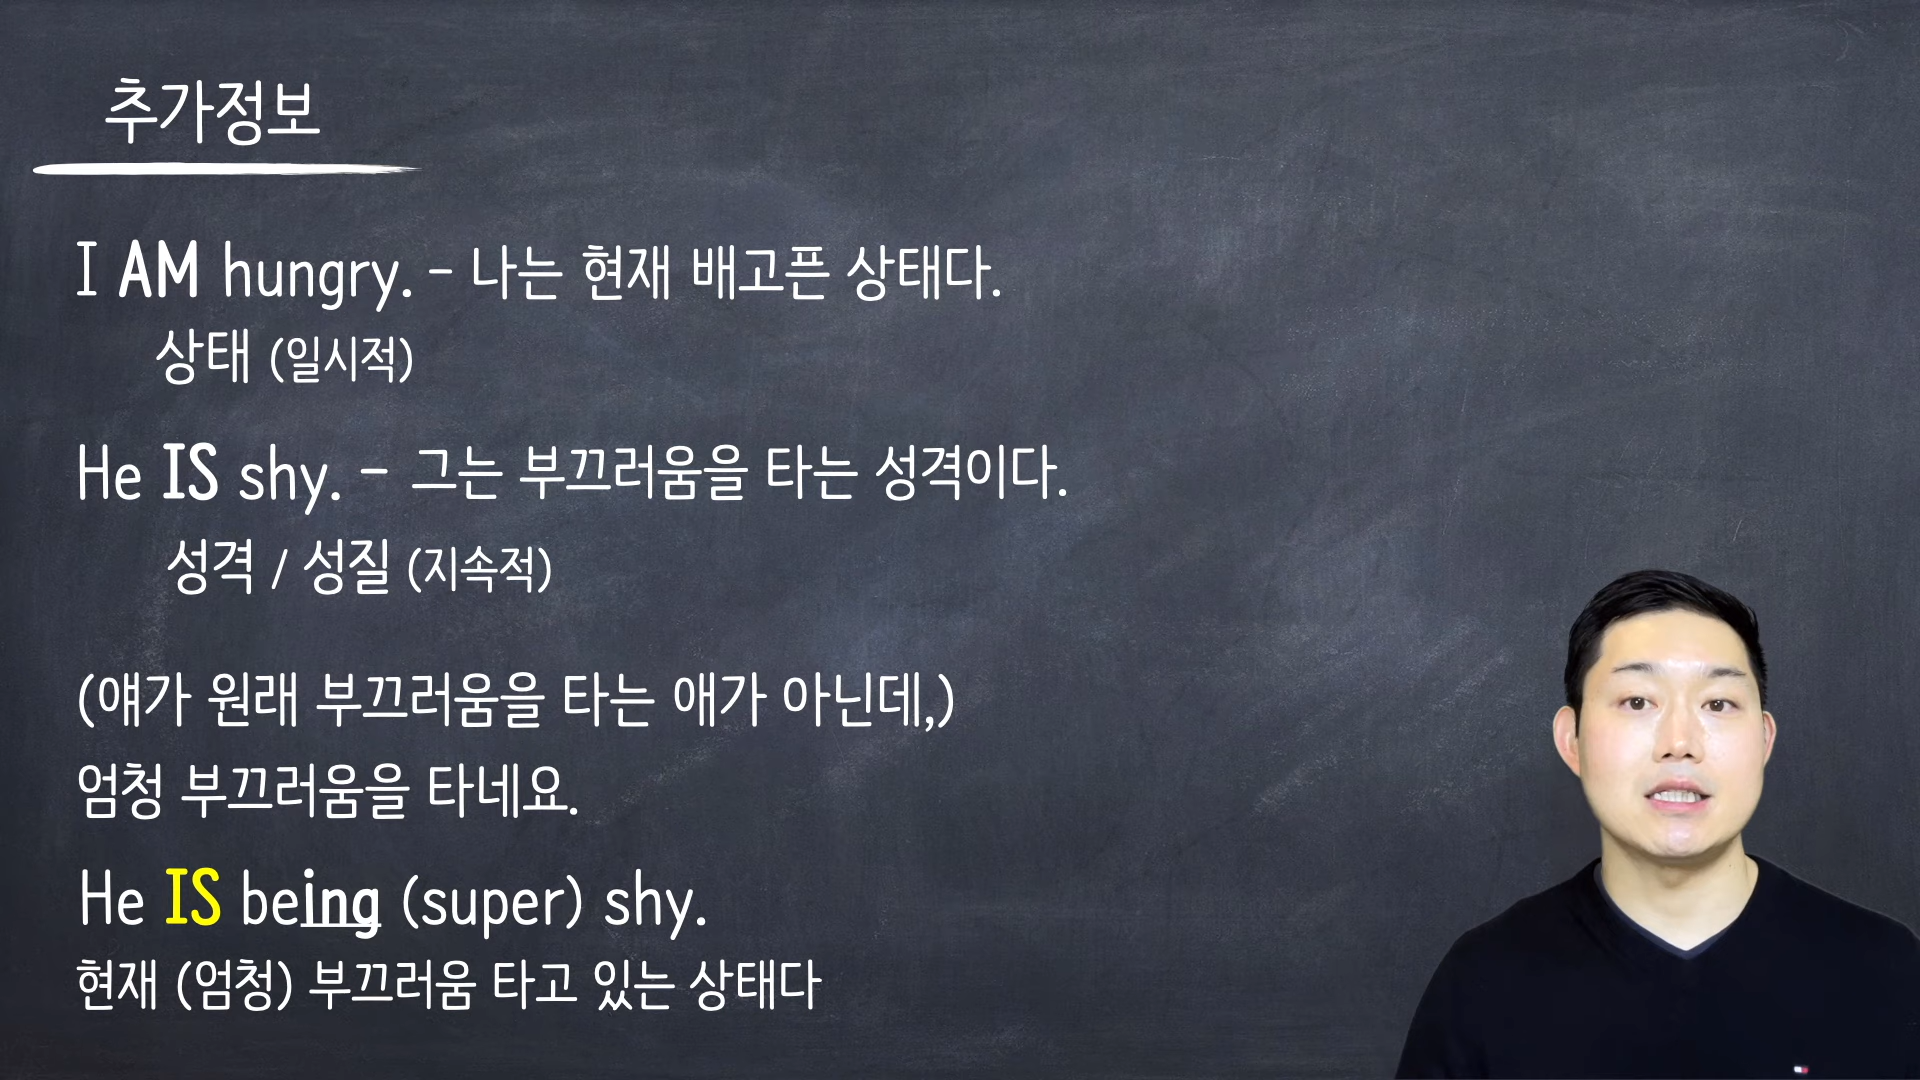 추가정보
I AM hungry. - 나는 현재 배고픈 상태다.
상태 (일시적)
He IS shy. - 그는 부끄러움을 타는 성격이다.
성격 / 성질 (지속적)
(얘가 원래 부끄러움을 타는 애가 아닌데,)
엄청 부끄러움을 타네요.
He IS being (super) shy.
현재 (엄청) 부끄러움 타고 있는 상태다